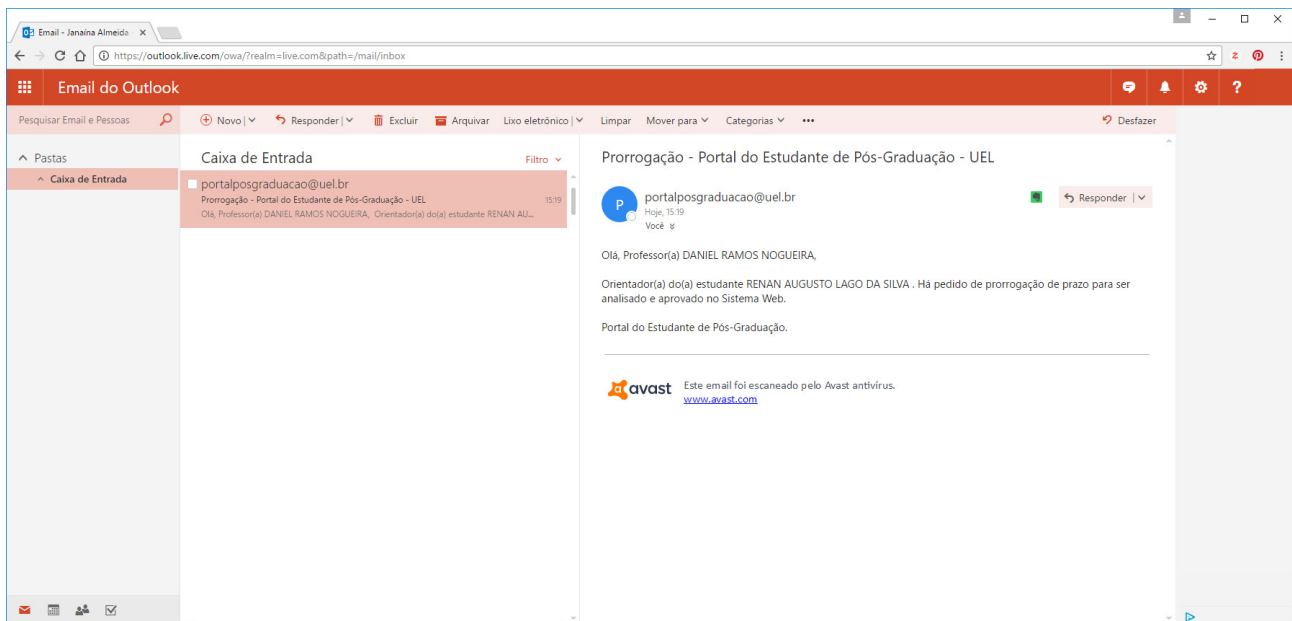 Email - Janaína Almeida
https://outlook.live.com/owa/?realm=live.com&path=/mail/inbox
Email do Outlook
?
Pesquisar Email e Pessoas
Novo
Responder
Excluir
Arquivar
Lixo eletrônico
Limpar
Mover para
Categorias
Desfazer
Pastas
Caixa de Entrada
Caixa de Entrada
Filtro
portalposgraduacao@uel.br
Prorrogação - Portal do Estudante de Pós-Graduação - UEL 15:19
Olá, Professor(a) DANIEL RAMOS NOGUEIRA, Orientador(a) do(a) estudante RENAN AU...
Prorrogação - Portal do Estudante de Pós-Graduação - UEL
P
portalposgraduacao@uel.br
Hoje, 15:19
Você
Responder
Olá, Professor(a) DANIEL RAMOS NOGUEIRA,
Orientador(a) do(a) estudante RENAN AUGUSTO LAGO DA SILVA . Há pedido de prorrogação de prazo para ser
analisado e aprovado no Sistema Web.
Portal do Estudante de Pós-Graduação.
avast
Este email foi escaneado pelo Avast antivírus.
www.avast.com